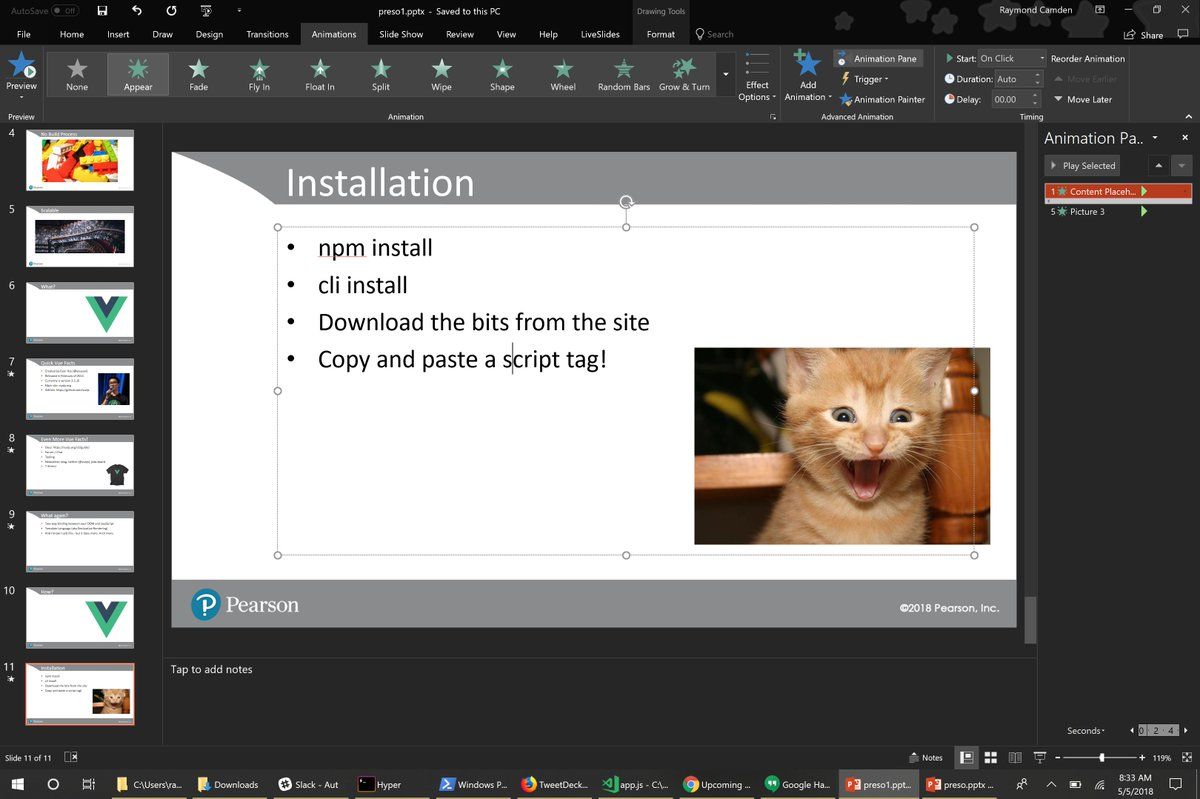 AutoSave Off
preso1.pptx - Saved to this PC
Drawing Tools
Raymond Camden
File Home Insert Draw Design Transitions Animations Slide Show Review View Help LiveSlides Format Search
Share
Preview None Appear Fade Fly In Float In Split Wipe Shape Wheel Random Bars Grow & Turn
Effect Options
Add Animation
Animation Pane
Trigger
Animation Painter
Start: On Click
Duration: Auto
Delay: 00.00
Reorder Animation
Move Earlier
Move Later
Preview Animation Advanced Animation Timing
4
No Build Process
5
Scalable
6
What?
7
Quick Vue Facts
8
Even More Vue Facts!
9
What again?
10
How?
11
Installation
Installation
• npm install
• cli install
• Download the bits from the site
• Copy and paste a script tag!
Pearson
©2018 Pearson, Inc.
Tap to add notes
Animation Pa..
Play Selected
1 Content Placeh...
5 Picture 3
Seconds
0 2 4
Slide 11 of 11
Notes
119%
C:\Users\ra...
Downloads
Slack - Aut
Hyper
Windows P...
TweetDeck...
app.js - C:\...
Upcoming ...
Google Ha...
preso1.ppt...
preso.pptx ...
8:33 AM
5/5/2018